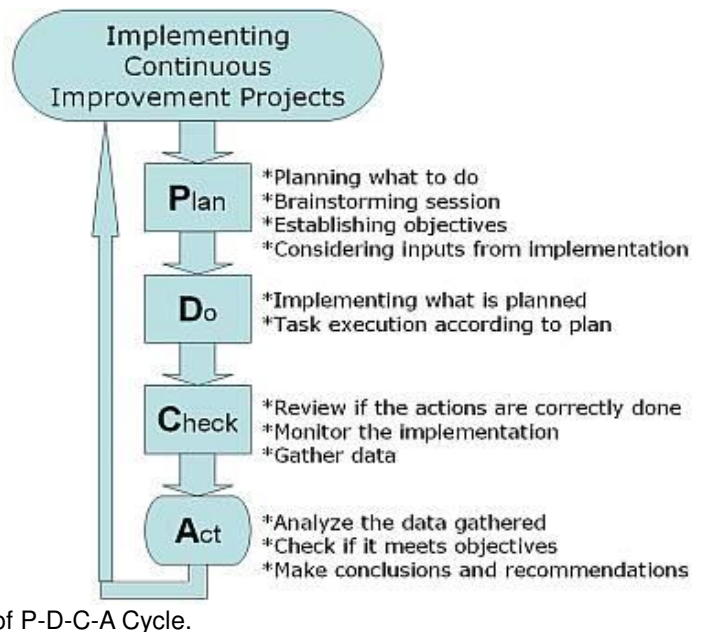 Implementing
Continuous
Improvement Projects
Plan
*Planning what to do
*Brainstorming session
*Establishing objectives
*Considering inputs from implementation
Do
*Implementing what is planned
*Task execution according to plan
Check
*Review if the actions are correctly done
*Monitor the implementation
*Gather data
Act
*Analyze the data gathered
*Check if it meets objectives
*Make conclusions and recommendations
of P-D-C-A Cycle.